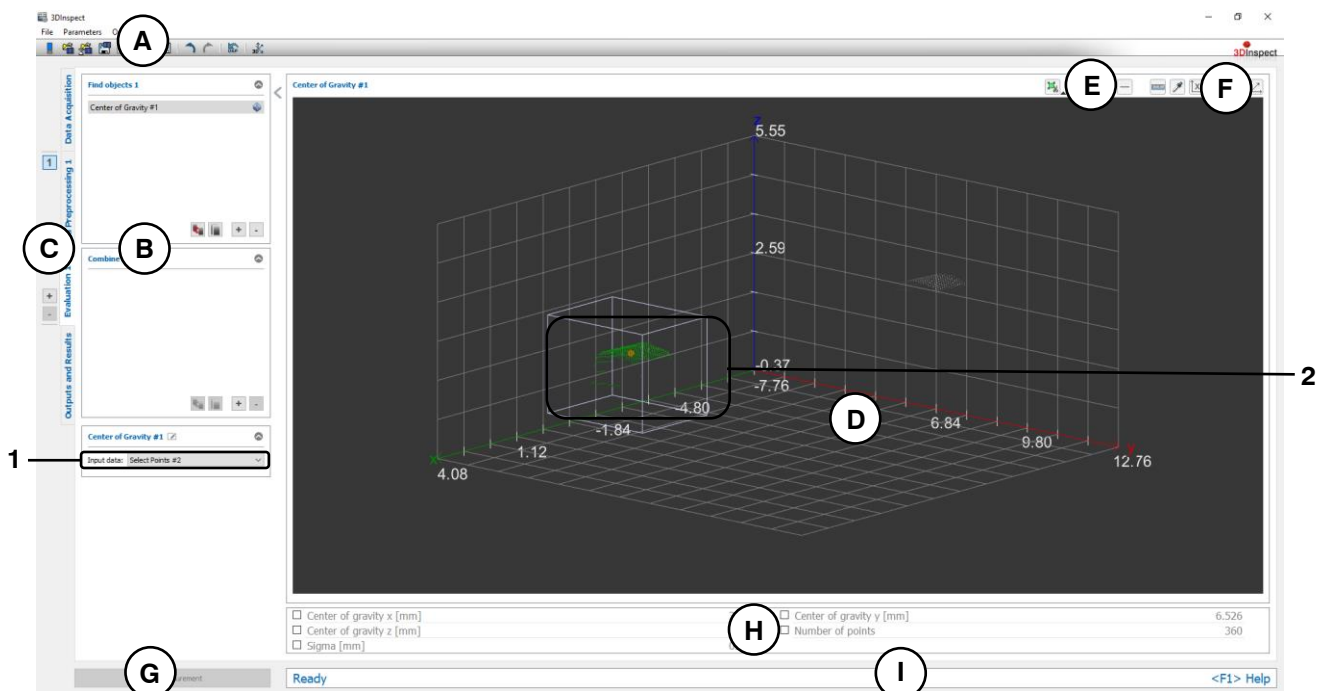 3DInspect
File Parameters
A
3DInspect
Data Acquisition
Preprocessing 1
Evaluation
Outputs and Results
1
+
-
C
Find objects 1
Center of Gravity #1
+ -
B
Combine
+ -
Center of Gravity #1
1
Input data: Select Points #2
Center of Gravity #1
E
F
z
5.55
2.59
-0.37
-7.76
-4.80
-1.84
1.12
4.08
x
D
6.84
9.80
12.76
2
Center of gravity x [mm]
Center of gravity y [mm] 6.526
Center of gravity z [mm]
Number of points 360
Sigma [mm]
H
G
Ready
I
<F1> Help